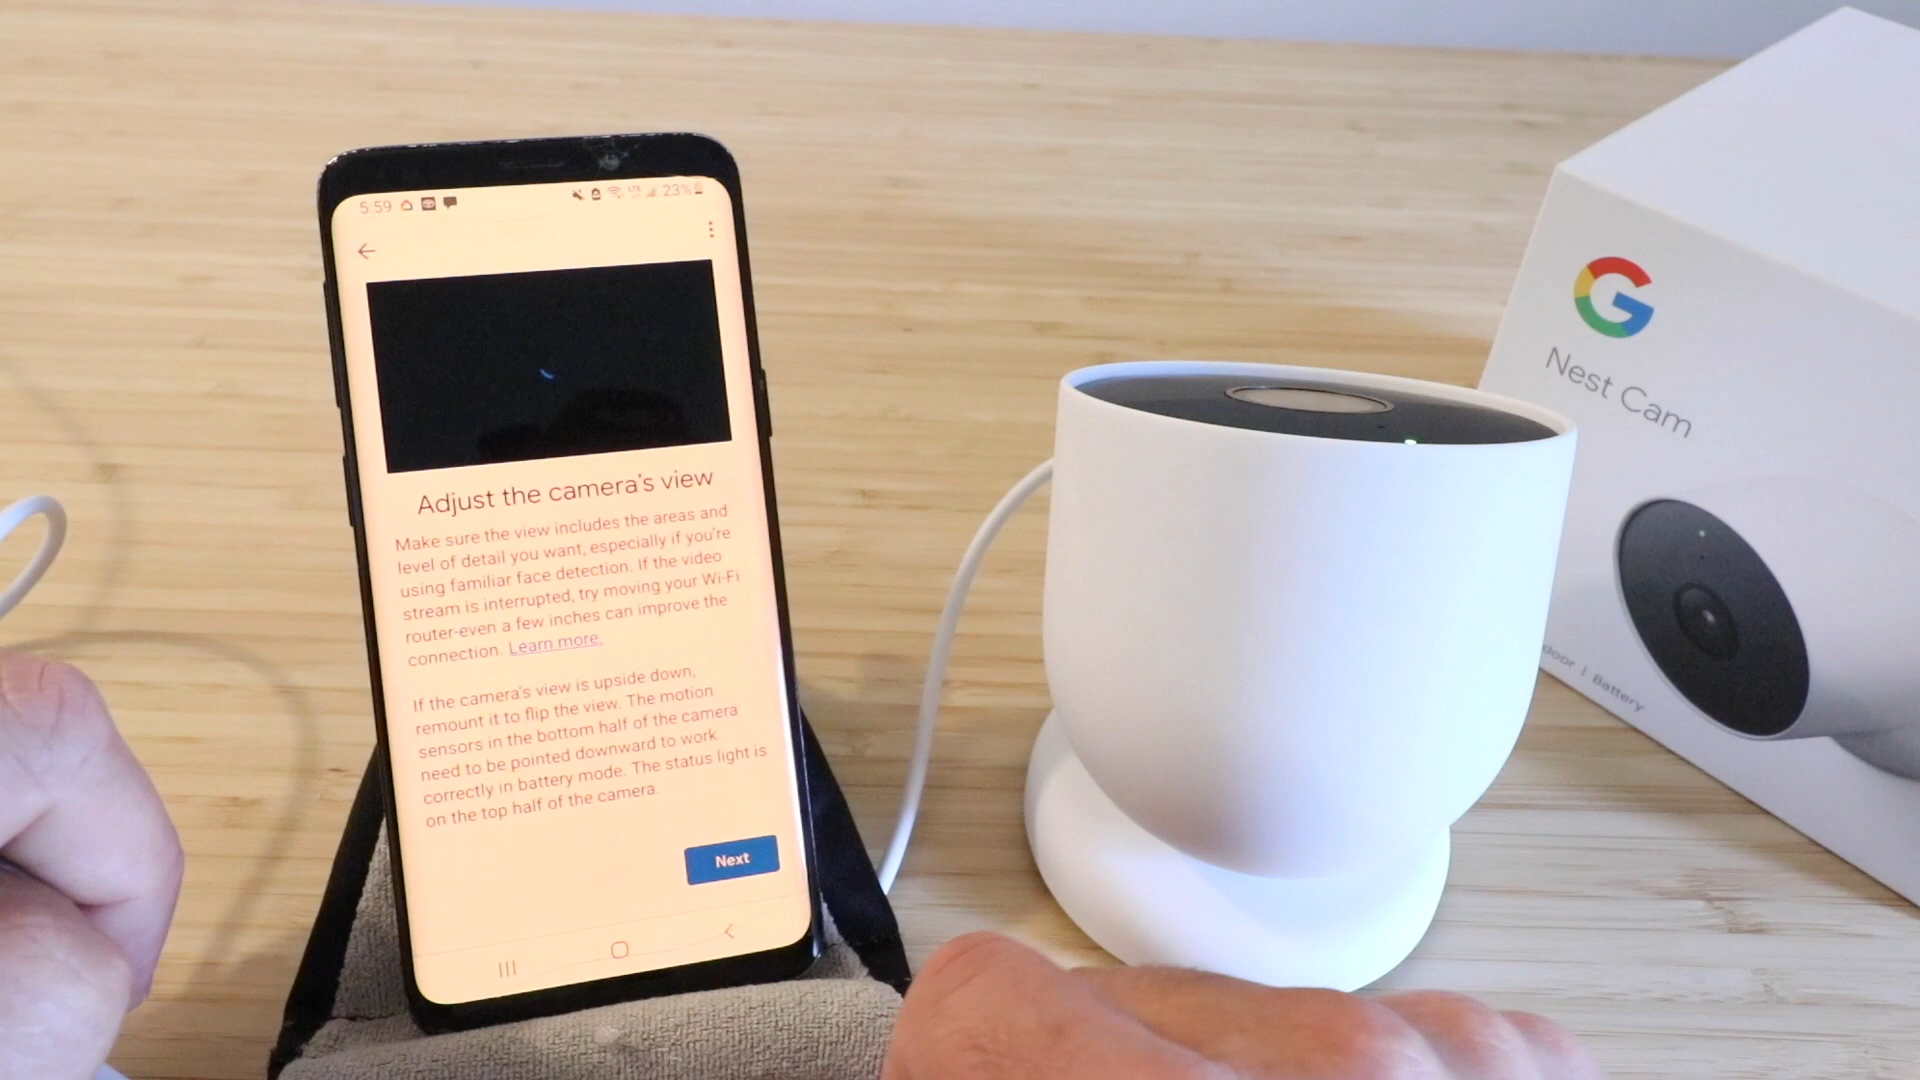 5:59
LTE
23%
Adjust the camera's view
Make sure the view includes the areas and
level of detail you want, especially if you're
using familiar face detection. If the video
stream is interrupted, try moving your Wi-Fi
router-even a few inches can improve the
connection. Learn more.
If the camera's view is upside down,
remount it to flip the view. The motion
sensors in the bottom half of the camera
need to be pointed downward to work
correctly in battery mode. The status light is
on the top half of the camera.
Next
G
Nest Cam
door | Battery